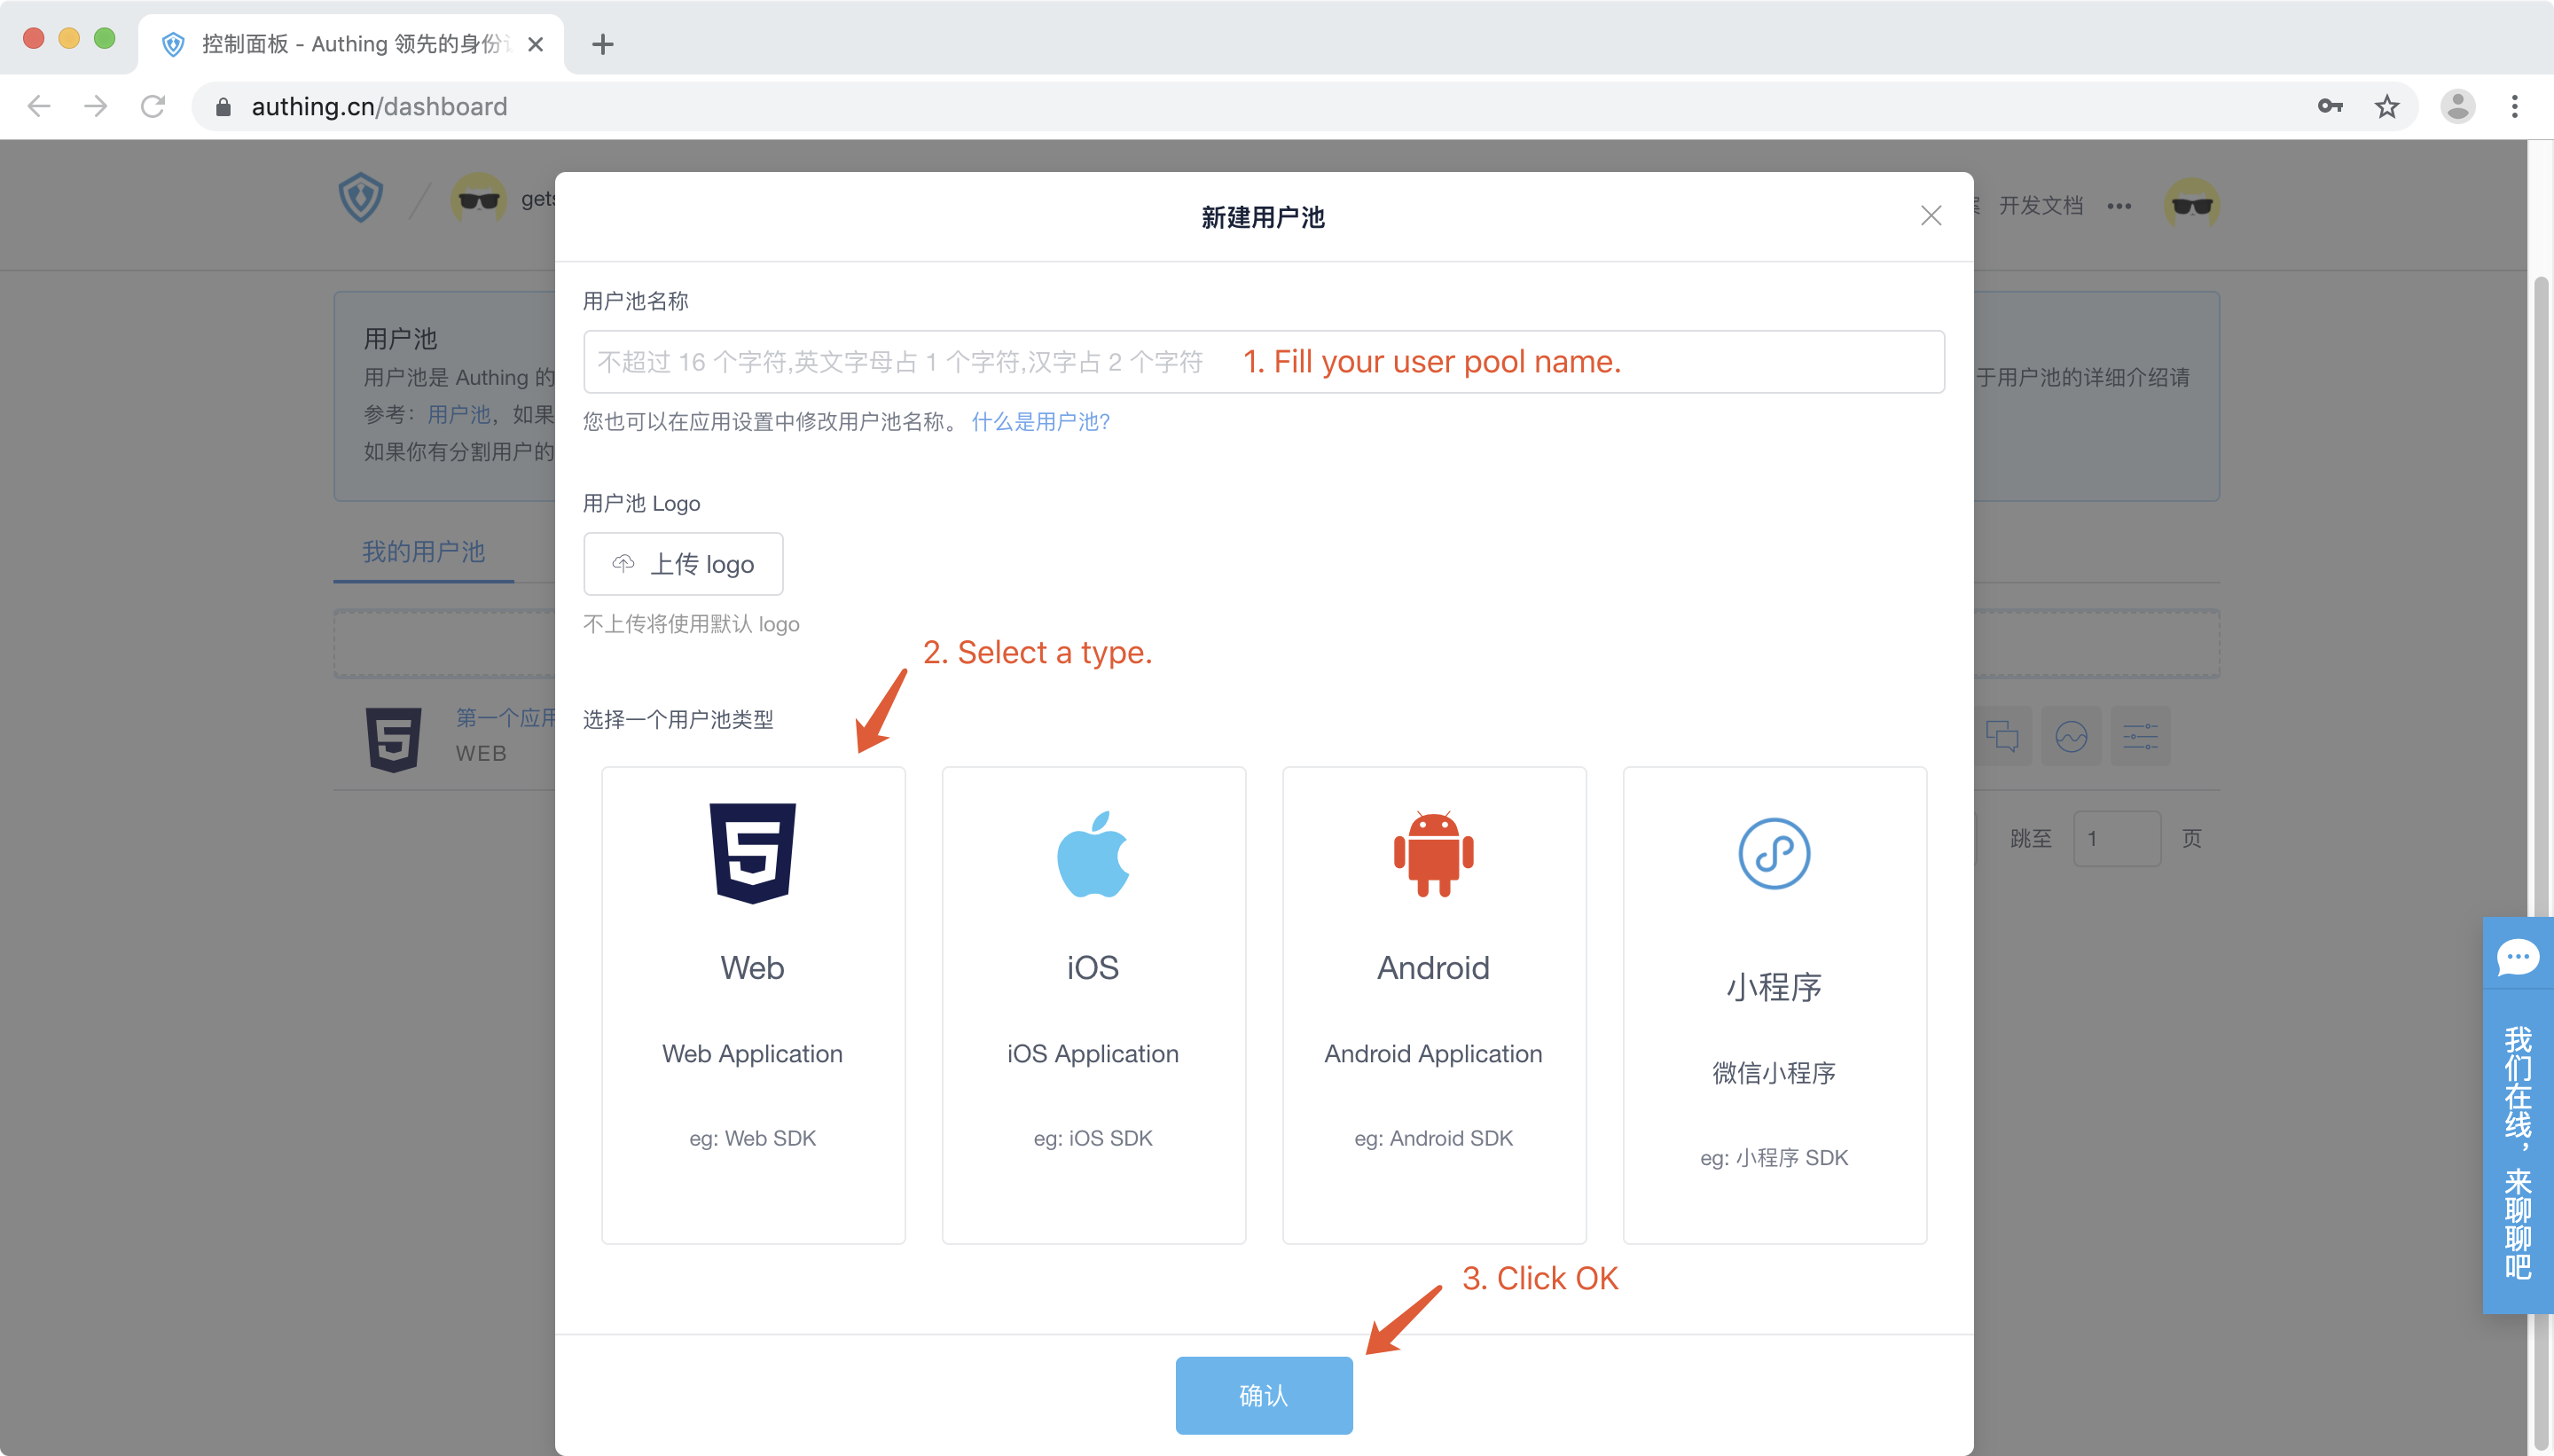 控制面板 - Authing 领先的身份
authing.cn/dashboard
gets
开发文档
新建用户池
用户池名称
不超过 16 个字符,英文字母占 1 个字符,汉字占 2 个字符
1. Fill your user pool name.
您也可以在应用设置中修改用户池名称。 什么是用户池?
用户池
用户池是 Authing 的
于用户池的详细介绍请
参考：用户池，如果
如果你有分割用户的
用户池 Logo
上传 logo
不上传将使用默认 logo
我的用户池
2. Select a type.
选择一个用户池类型
第一个应用
WEB
跳至
1
页
Web
Web Application
eg: Web SDK
iOS
iOS Application
eg: iOS SDK
Android
Android Application
eg: Android SDK
小程序
微信小程序
eg: 小程序 SDK
3. Click OK
确认
我们在线，来聊聊吧